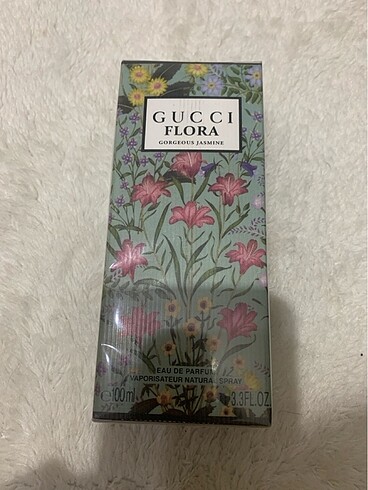 GUCCI
FLORA
GORGEOUS JASMINE
EAU DE PARFUM
VAPORISATEUR NATURAL SPRAY
℮100ml 3.3FL.OZ